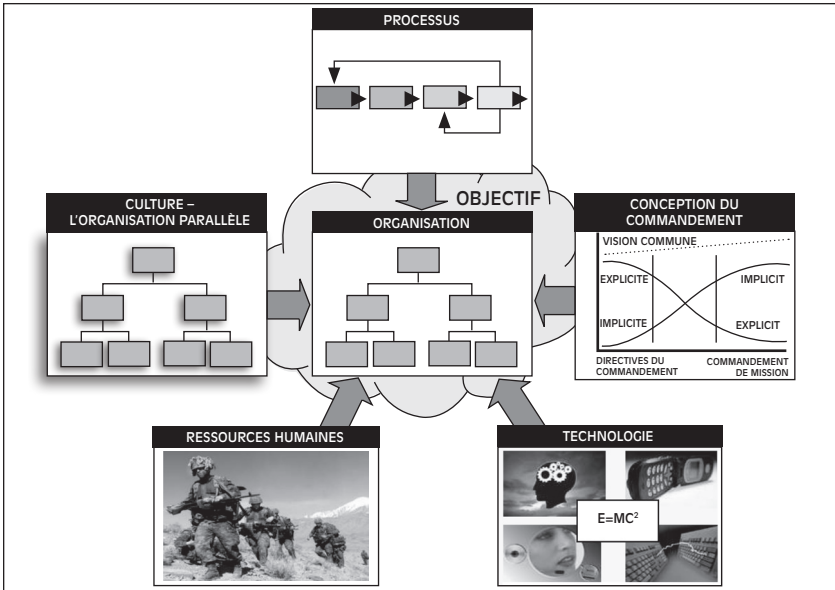 PROCESSUS
OBJECTIF
CULTURE –
L'ORGANISATION PARALLÈLE
ORGANISATION
CONCEPTION DU
COMMANDEMENT
VISION COMMUNE
EXPLICITE
IMPLICIT
IMPLICITE
EXPLICIT
DIRECTIVES DU
COMMANDEMENT
COMMANDEMENT
DE MISSION
RESSOURCES HUMAINES
TECHNOLOGIE
E=MC²